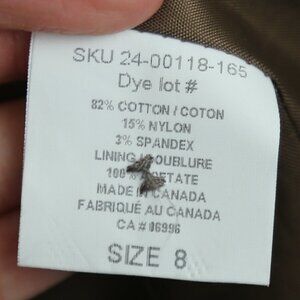 SKU 24-00118-165
Dye lot #
82% COTTON / COTON
15% NYLON
3% SPANDEX
LINING DOUBLURE
100%
MADE IN CANADA
FABRIQUÉ AU CANADA
CA # 06996
SIZE 8